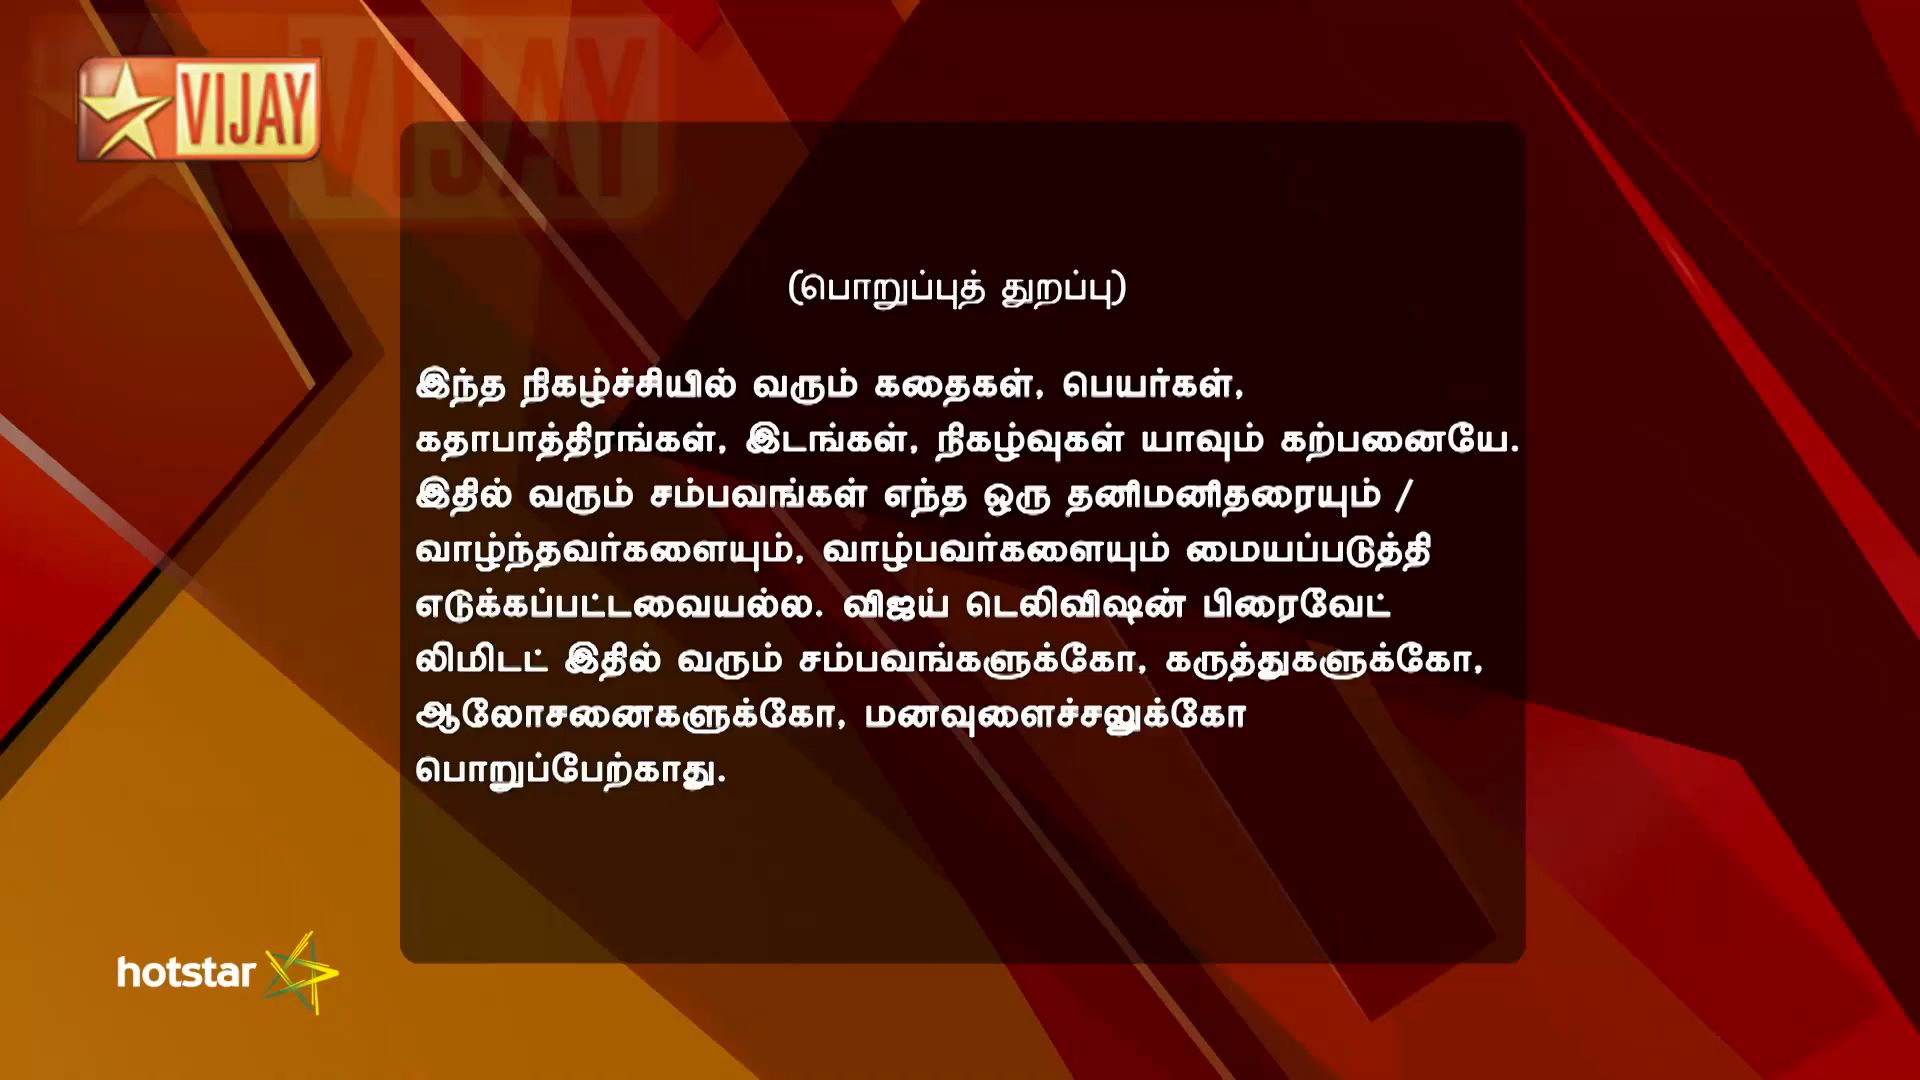 VIJAY
VIJAY
(பொறுப்புத் துறப்பு)
இந்த நிகழ்ச்சியில் வரும் கதைகள், பெயர்கள்,
கதாபாத்திரங்கள், இடங்கள், நிகழ்வுகள் யாவும் கற்பனையே.
இதில் வரும் சம்பவங்கள் எந்த ஒரு தனிமனிதரையும் /
வாழ்ந்தவர்களையும், வாழ்பவர்களையும் மையப்படுத்தி
எடுக்கப்பட்டவையல்ல. விஜய் டெலிவிஷன் பிரைவேட்
லிமிடட் இதில் வரும் சம்பவங்களுக்கோ, கருத்துகளுக்கோ,
ஆலோசனைகளுக்கோ, மனவுளைச்சலுக்கோ
பொறுப்பேற்காது.
hotstar